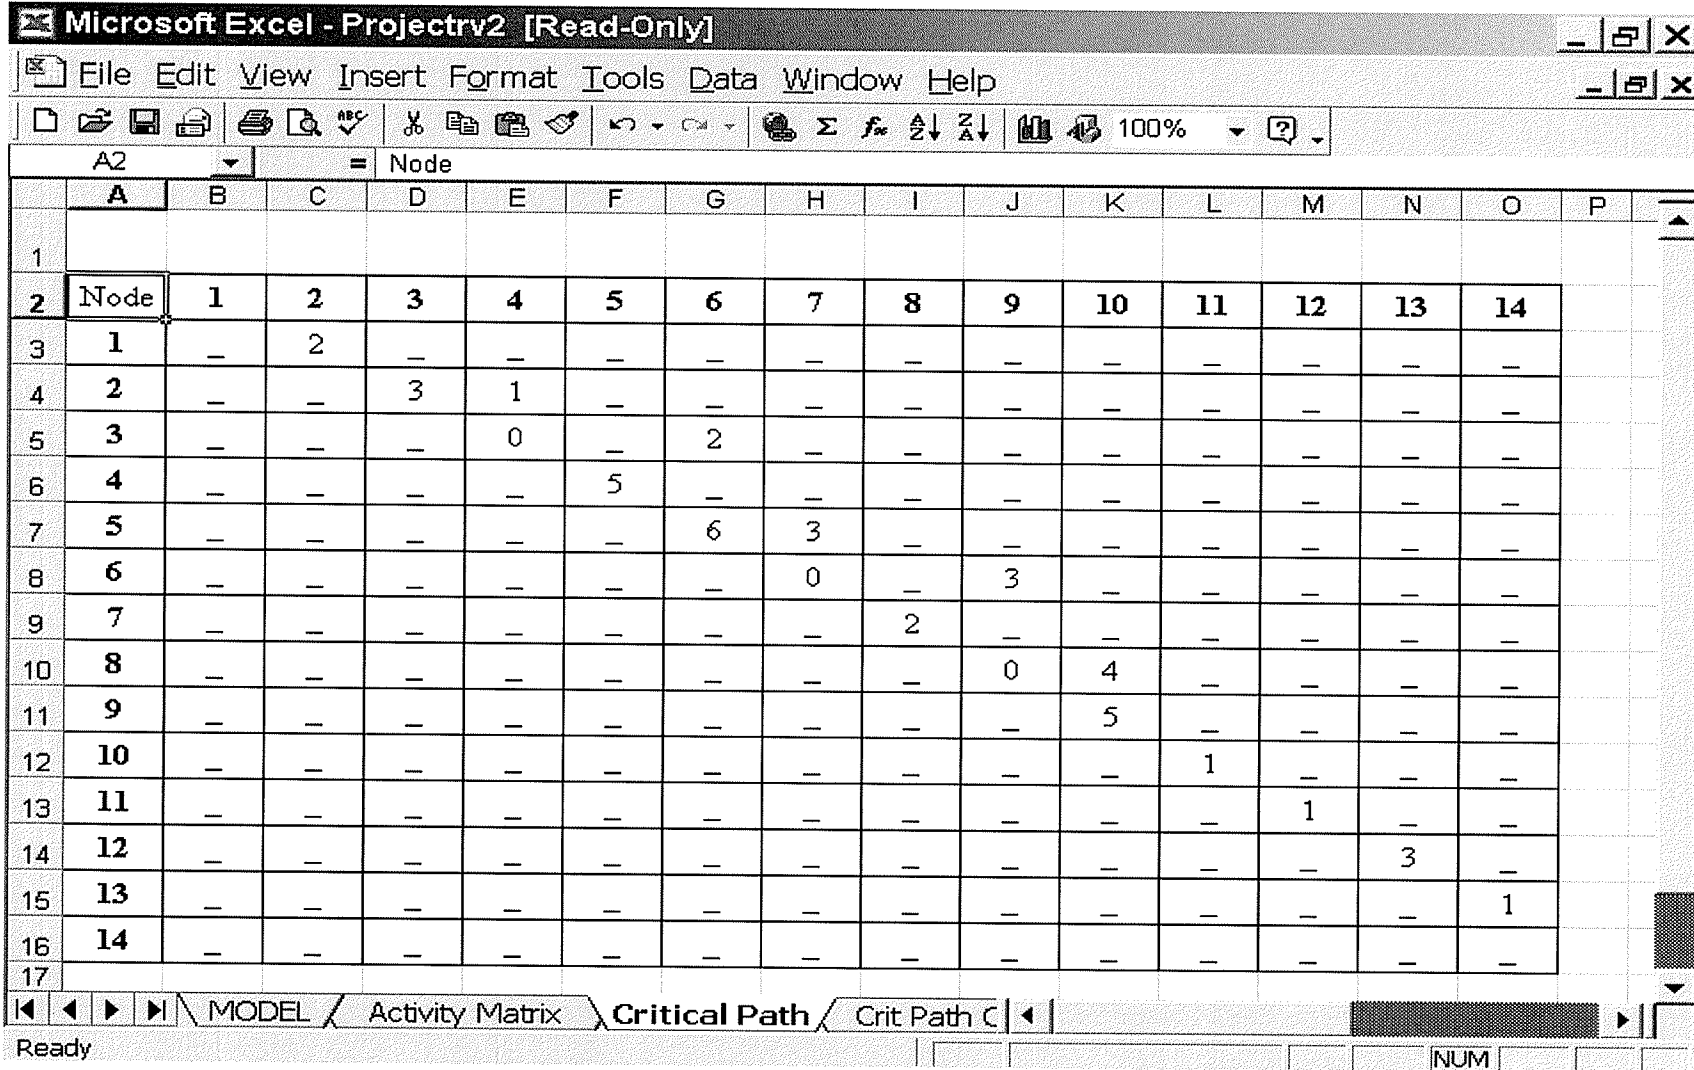 Microsoft Excel - Projectrv2 [Read-Only]
File Edit View Insert Format Tools Data Window Help
100%
A2 = Node
A B C D E F G H I J K L M N O P
1
2 Node 1 2 3 4 5 6 7 8 9 10 11 12 13 14
3 1 _ 2 _ _ _ _ _ _ _ _ _ _ _ _
4 2 _ _ 3 1 _ _ _ _ _ _ _ _ _ _
5 3 _ _ _ 0 _ 2 _ _ _ _ _ _ _ _
6 4 _ _ _ _ 5 _ _ _ _ _ _ _ _ _
7 5 _ _ _ _ _ 6 3 _ _ _ _ _ _ _
8 6 _ _ _ _ _ _ 0 _ 3 _ _ _ _ _
9 7 _ _ _ _ _ _ _ 2 _ _ _ _ _ _
10 8 _ _ _ _ _ _ _ _ 0 4 _ _ _ _
11 9 _ _ _ _ _ _ _ _ _ 5 _ _ _ _
12 10 _ _ _ _ _ _ _ _ _ _ 1 _ _ _
13 11 _ _ _ _ _ _ _ _ _ _ _ 1 _ _
14 12 _ _ _ _ _ _ _ _ _ _ _ _ 3 _
15 13 _ _ _ _ _ _ _ _ _ _ _ _ _ 1
16 14 _ _ _ _ _ _ _ _ _ _ _ _ _ _
17
MODEL Activity Matrix Critical Path Crit Path C
Ready NUM